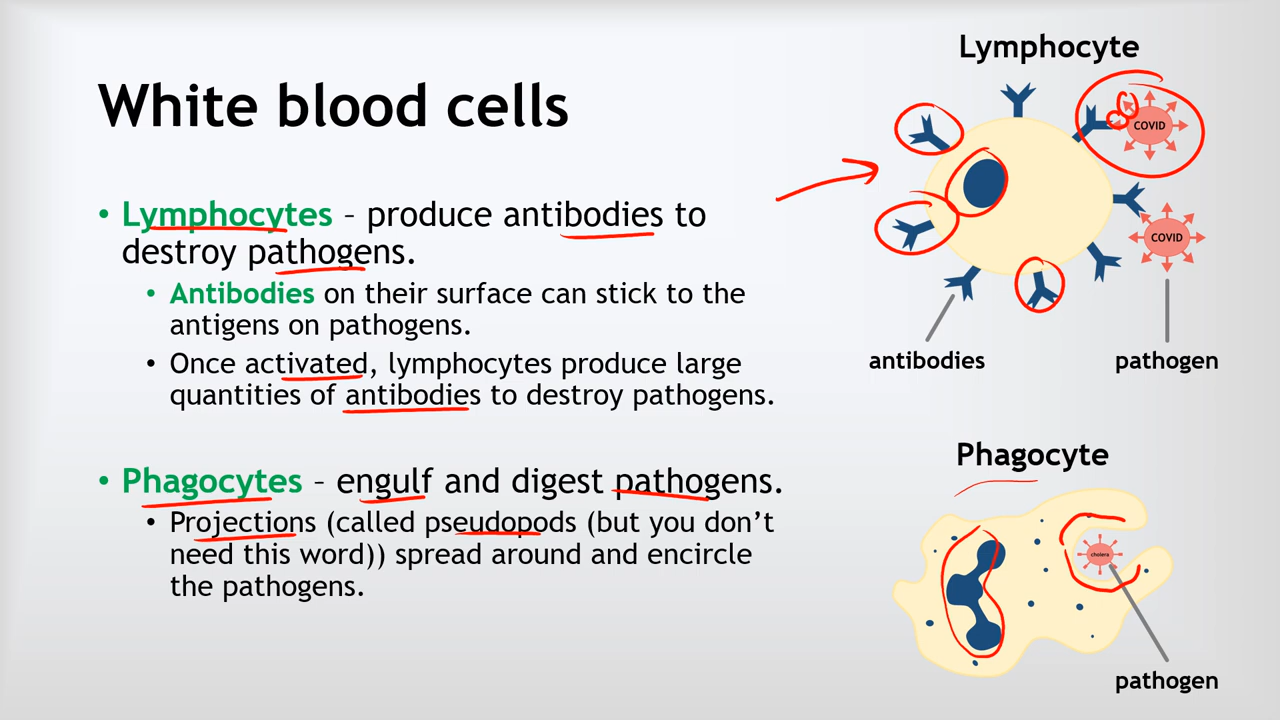 White blood cells
• Lymphocytes – produce antibodies to
destroy pathogens.
• Antibodies on their surface can stick to the
antigens on pathogens.
• Once activated, lymphocytes produce large
quantities of antibodies to destroy pathogens.
• Phagocytes – engulf and digest pathogens.
• Projections (called pseudopods (but you don’t
need this word)) spread around and encircle
the pathogens.
Lymphocyte
COVID
COVID
antibodies
pathogen
Phagocyte
cholera
pathogen